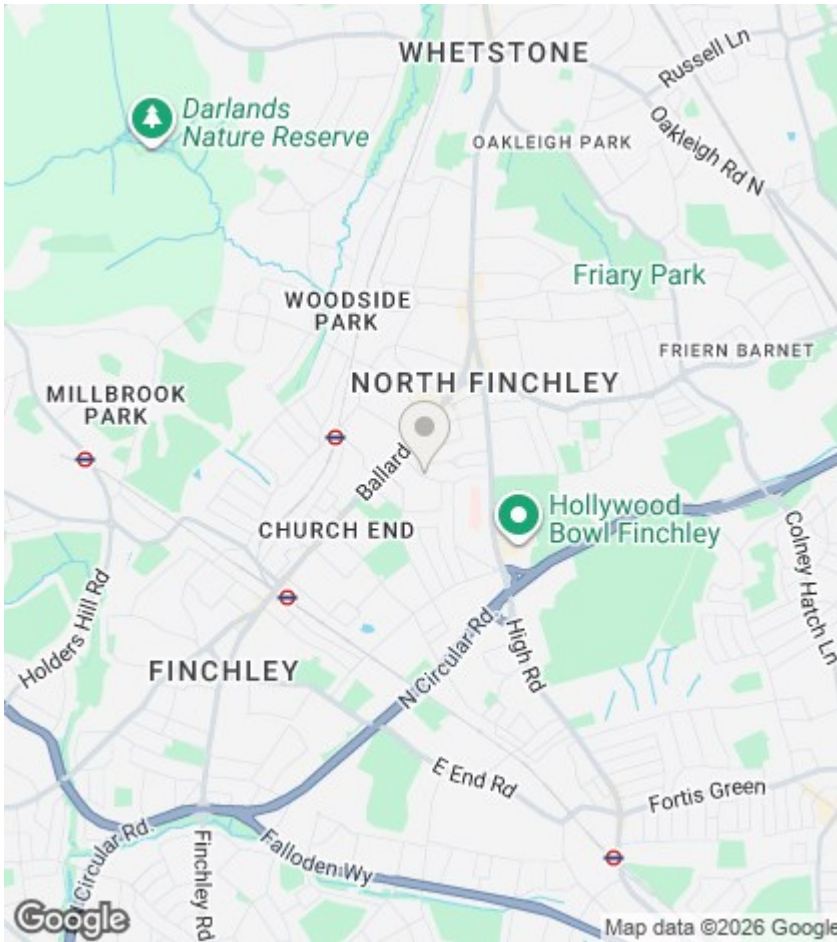 WHETSTONE
Russell Ln
Darlands
Nature Reserve
OAKLEIGH PARK
Oakleigh Rd N
Friary Park
WOODSIDE
PARK
FRIERN BARNET
NORTH FINCHLEY
MILLBROOK
PARK
Ballard
Hollywood
Bowl Finchley
CHURCH END
Colney Hatch Ln
Holders Hill Rd
N Circular Rd
High Rd
FINCHLEY
E End Rd
Fortis Green
N Circular Rd.
Finchley Rd
Falloden Wy
Google
Map data ©2026 Google